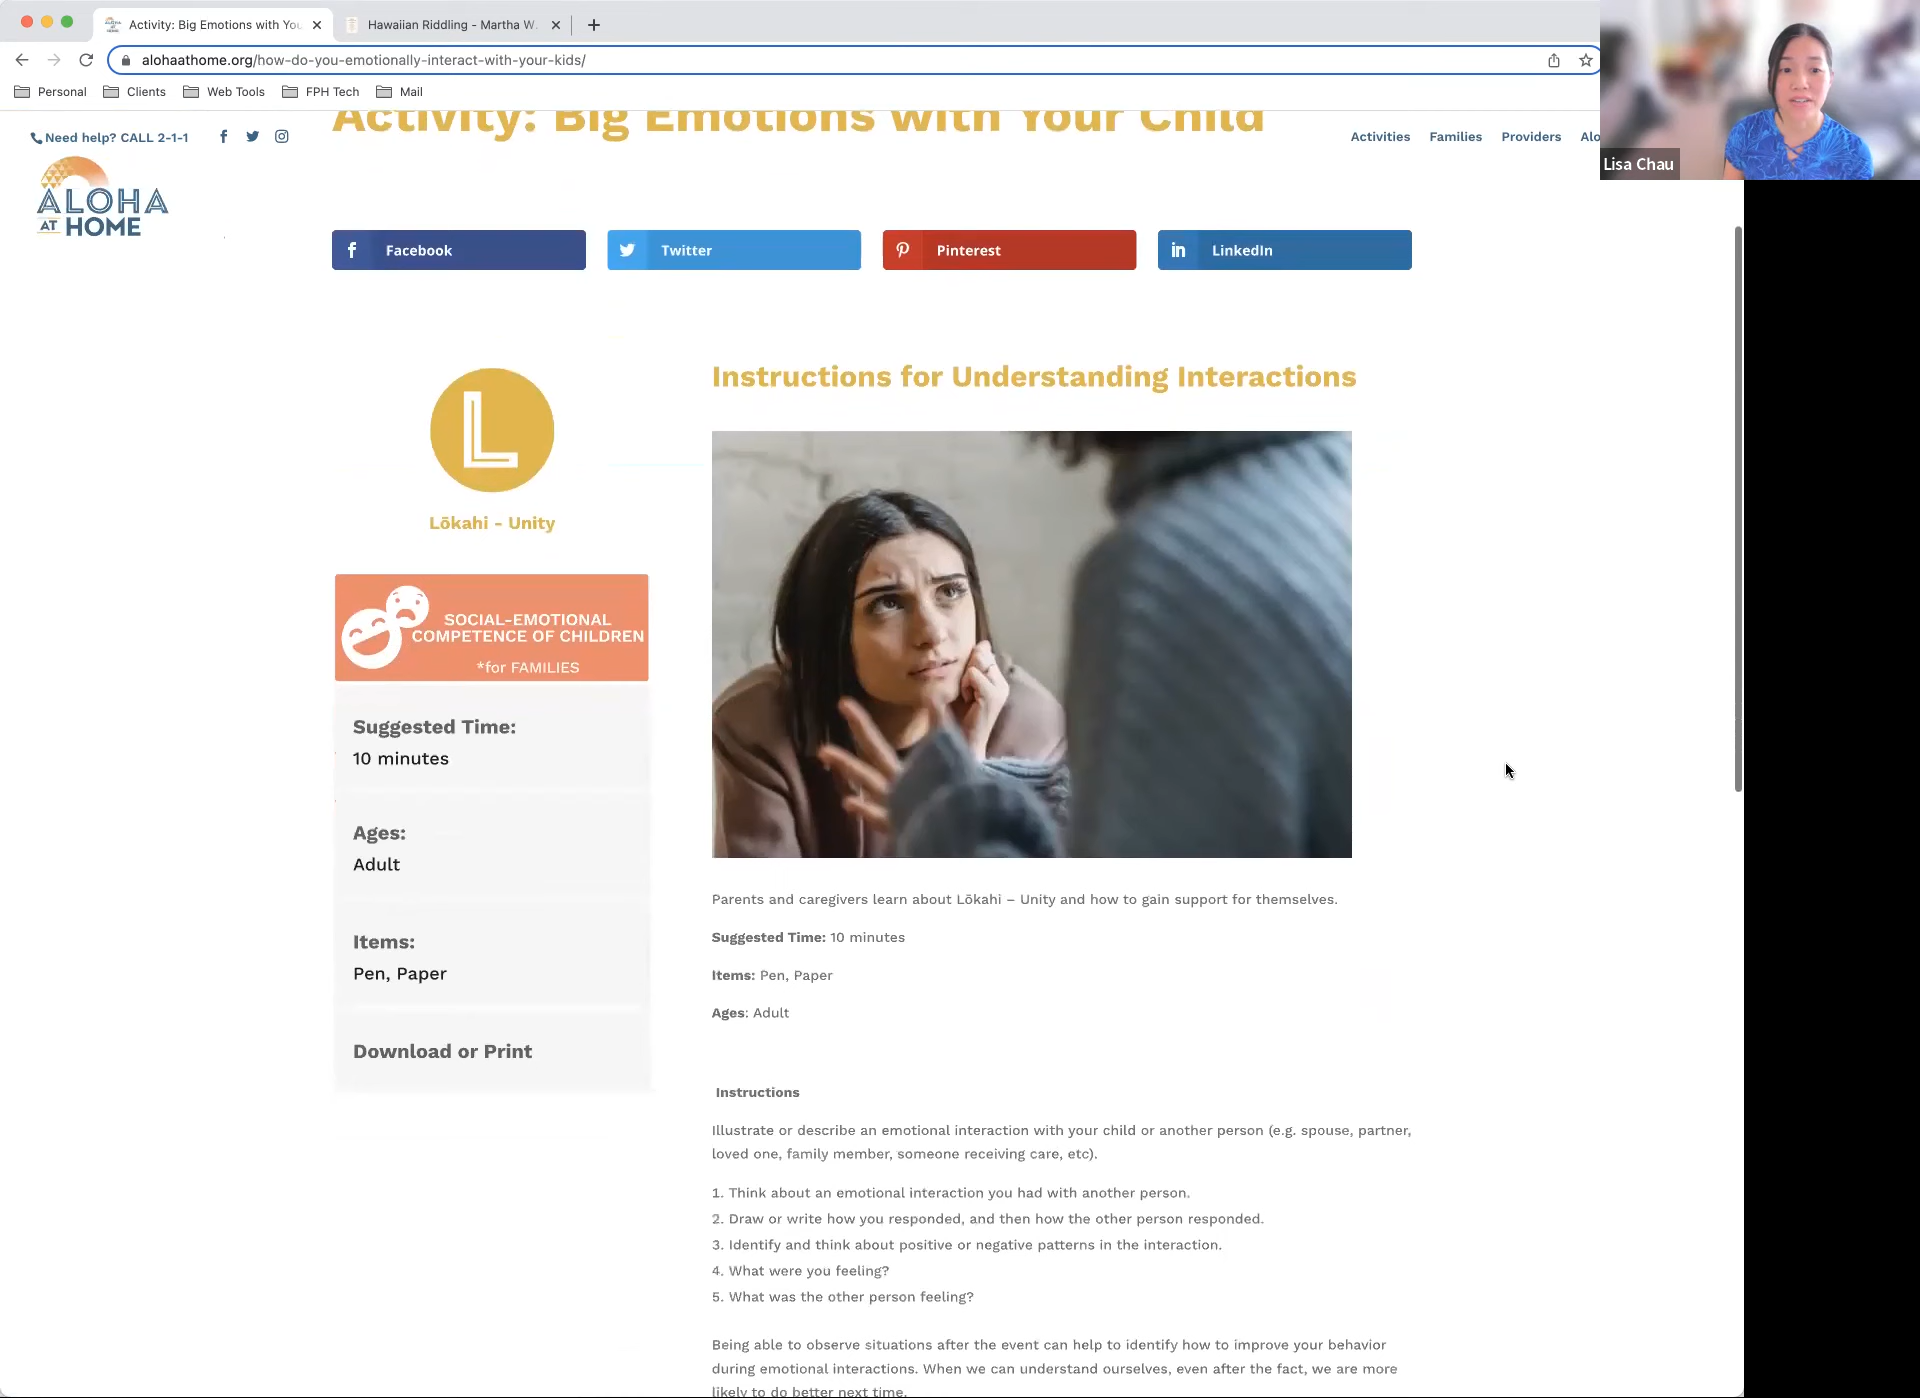 Activity: Big Emotions with You
Hawaiian Riddling - Martha W
alohaathome.org/how-do-you-emotionally-interact-with-your-kids/
Personal
Clients
Web Tools
FPH Tech
Mail
Lisa Chau
Need help? CALL 2-1-1
Activities
Families
Providers
Alo
Activity: Big Emotions with Your Child
ALOHA
AT HOME
Facebook
Twitter
Pinterest
LinkedIn
L
Lōkahi - Unity
SOCIAL-EMOTIONAL
COMPETENCE OF CHILDREN
*for FAMILIES
Suggested Time:
10 minutes
Ages:
Adult
Items:
Pen, Paper
Download or Print
Instructions for Understanding Interactions
Parents and caregivers learn about Lōkahi – Unity and how to gain support for themselves.
Suggested Time: 10 minutes
Items: Pen, Paper
Ages: Adult
Instructions
Illustrate or describe an emotional interaction with your child or another person (e.g. spouse, partner,
loved one, family member, someone receiving care, etc).
1. Think about an emotional interaction you had with another person.
2. Draw or write how you responded, and then how the other person responded.
3. Identify and think about positive or negative patterns in the interaction.
4. What were you feeling?
5. What was the other person feeling?
Being able to observe situations after the event can help to identify how to improve your behavior
during emotional interactions. When we can understand ourselves, even after the fact, we are more
likely to do better next time.